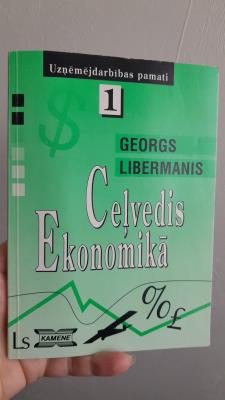 Uzņēmējdarbības pamati
1
$
GEORGS
LIBERMANIS
Ceļvedis
Ekonomikā
%£
Ls
KAMENE